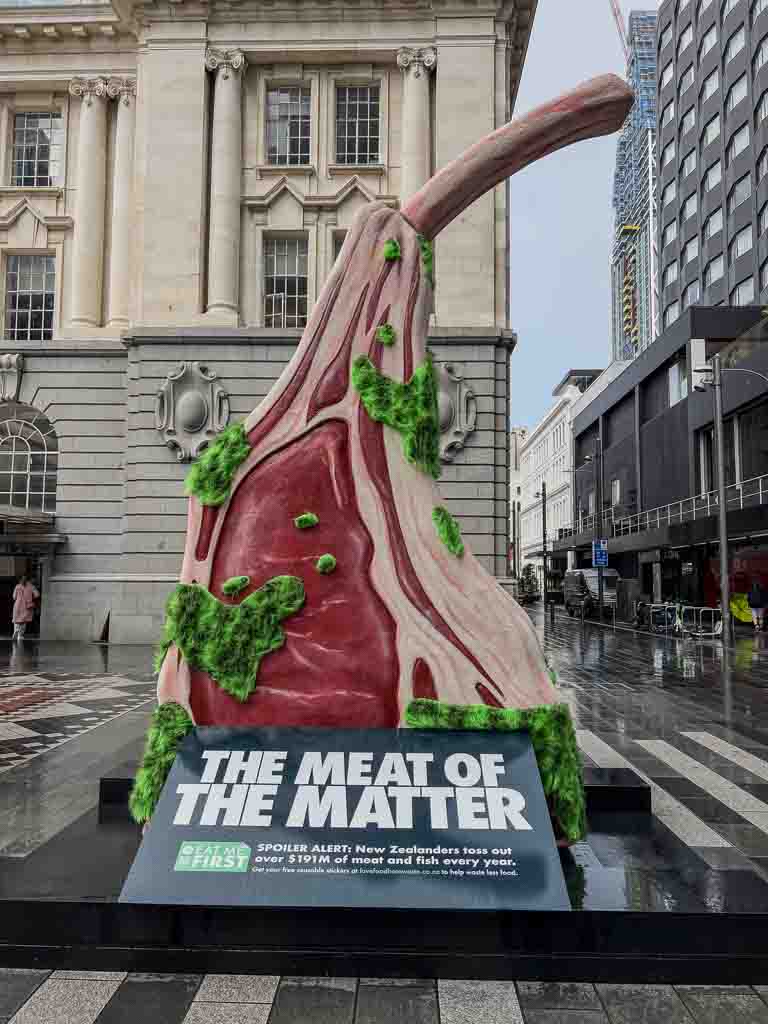 THE MEAT OF
THE MATTER
EAT ME
FIRST
SPOILER ALERT: New Zealanders toss out
over $191M of meat and fish every year.
Get your free reusable stickers at lovefoodhatewaste.co.nz to help waste less food.